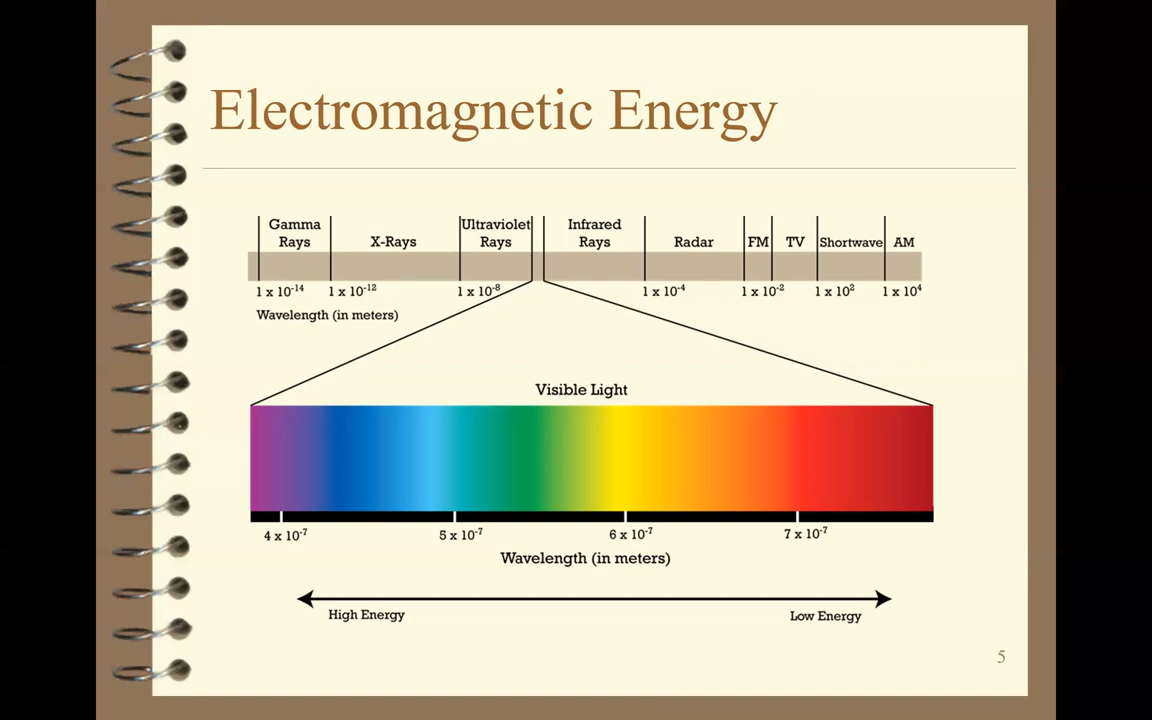 Electromagnetic Energy
Gamma Rays
X-Rays
Ultraviolet Rays
Infrared Rays
Radar
FM
TV
Shortwave
AM
1 x 10⁻¹⁴ 1 x 10⁻¹² 1 x 10⁻⁸ 1 x 10⁻⁴ 1 x 10⁻² 1 x 10² 1 x 10⁴
Wavelength (in meters)
Visible Light
4 x 10⁻⁷ 5 x 10⁻⁷ 6 x 10⁻⁷ 7 x 10⁻⁷
Wavelength (in meters)
High Energy Low Energy
5